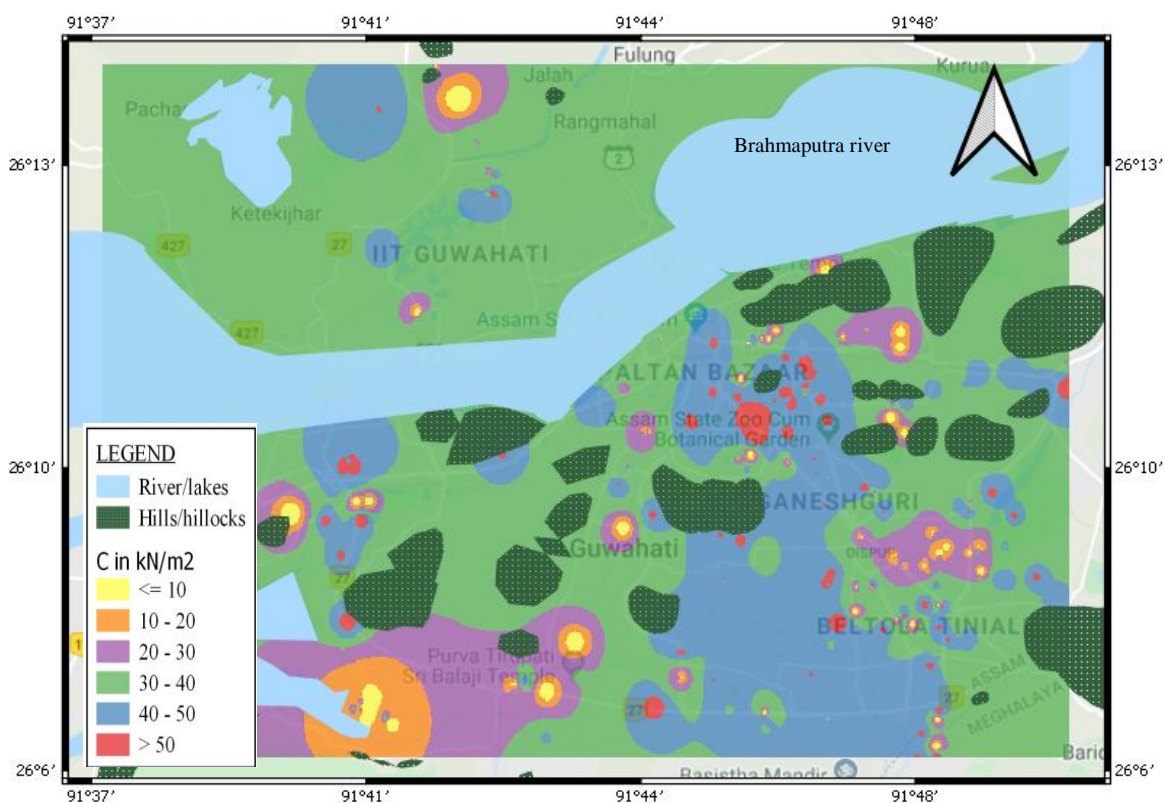 91°37’ 91°41’ 91°44’ 91°48’
Fulung
Kurua
Jalah
Rangmahal
Brahmaputra river
2
26°13’ 26°13’
Ketekijhar
427 27
IIT GUWAHATI
427
Assam
PALTAN BAZAAR
Assam State Zoo Cum
Botanical Garden
26°10’ 26°10’
GANESHGURI
Guwahati
DISPUR
27
BELTOLA TINIALI
Purva Tirupati
Sri Balaji Temple
ASSAM
MEGHALAYA
27 27
Basistha Mandir
26°6’ 26°6’
91°37’ 91°41’ 91°44’ 91°48’
LEGEND
River/lakes
Hills/hillocks
C in kN/m2
<= 10
10 - 20
20 - 30
30 - 40
40 - 50
> 50